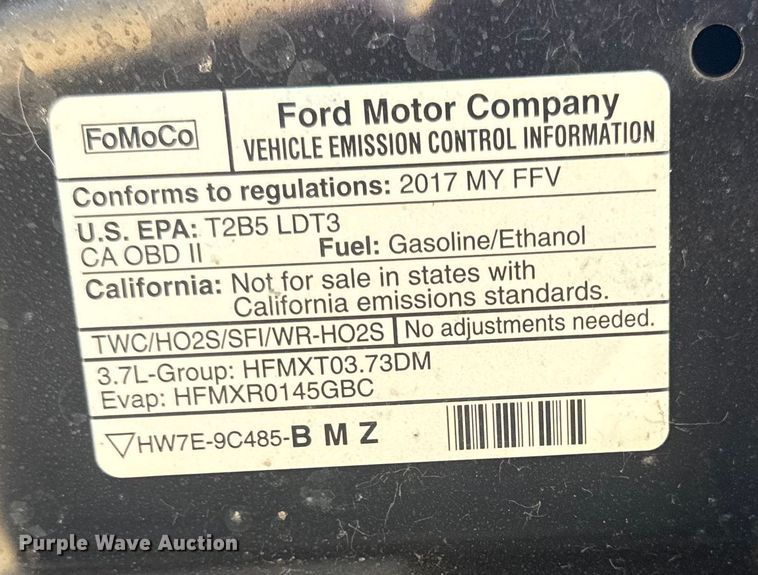 FoMoCo
Ford Motor Company
VEHICLE EMISSION CONTROL INFORMATION
Conforms to regulations: 2017 MY FFV
U.S. EPA: T2B5 LDT3
CA OBD II Fuel: Gasoline/Ethanol
California: Not for sale in states with
California emissions standards.
TWC/HO2S/SFI/WR-HO2S No adjustments needed.
3.7L-Group: HFMXT03.73DM
Evap: HFMXR0145GBC
HW7E-9C485-B M Z
Purple Wave Auction